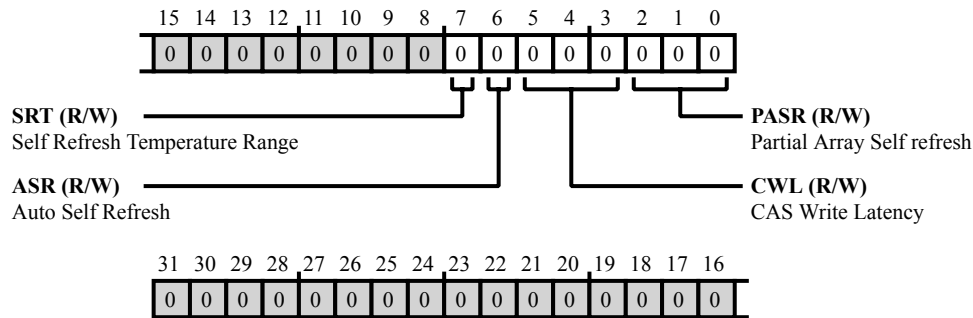 15 14 13 12 11 10 9 8 7 6 5 4 3 2 1 0
0 0 0 0 0 0 0 0 0 0 0 0 0 0 0 0
SRT (R/W)
Self Refresh Temperature Range
PASR (R/W)
Partial Array Self refresh
ASR (R/W)
Auto Self Refresh
CWL (R/W)
CAS Write Latency
31 30 29 28 27 26 25 24 23 22 21 20 19 18 17 16
0 0 0 0 0 0 0 0 0 0 0 0 0 0 0 0